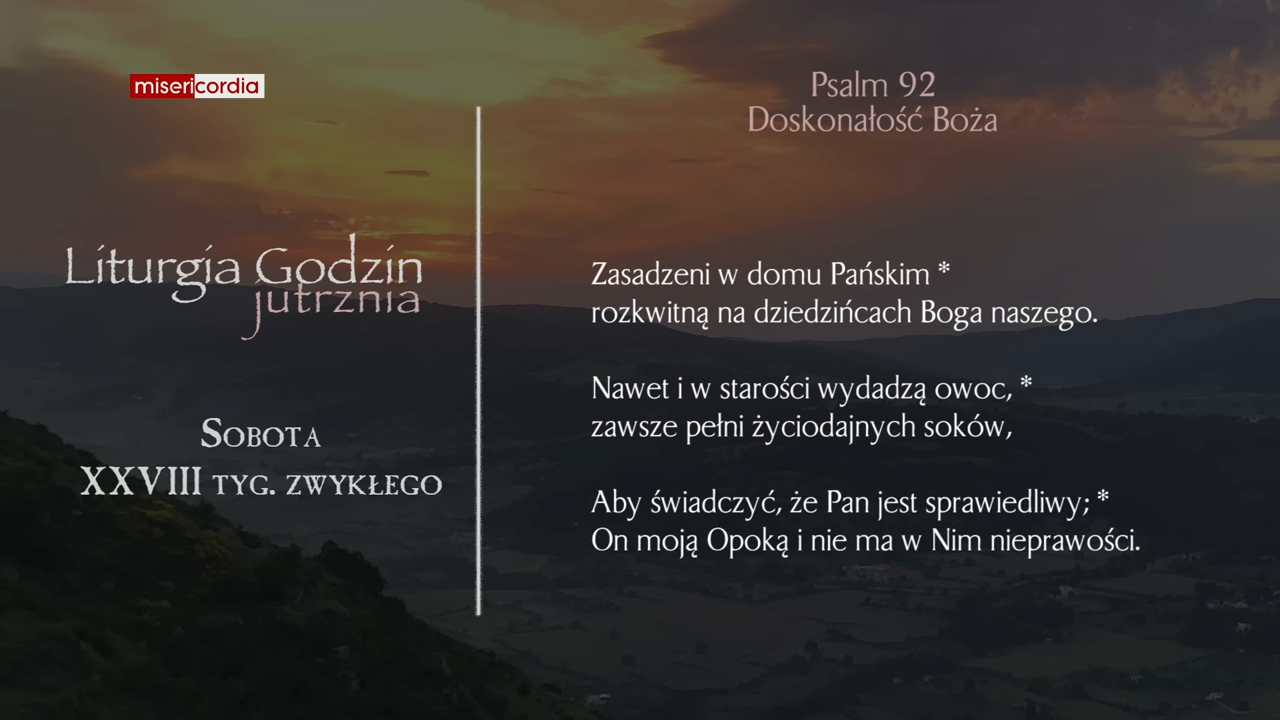 misericordia
Liturgia Godzin
jutrznia
Sobota
XXVIII tyg. zwykłego
Psalm 92
Doskonałość Boża
Zasadzeni w domu Pańskim *
rozkwitną na dziedzińcach Boga naszego.
Nawet i w starości wydadzą owoc, *
zawsze pełni życiodajnych soków,
Aby świadczyć, że Pan jest sprawiedliwy; *
On moją Opoką i nie ma w Nim nieprawości.